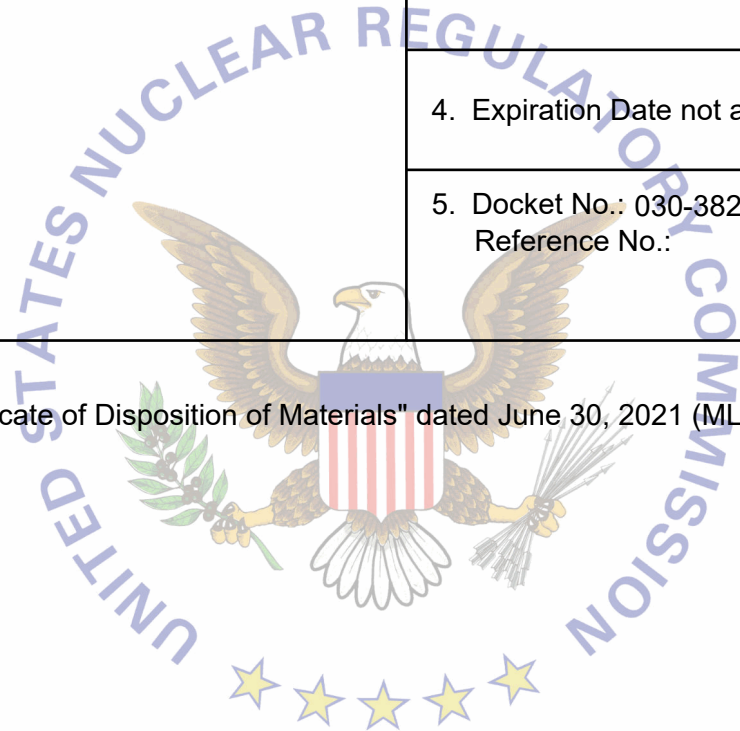 UNITED STATES NUCLEAR REGULATORY COMMISSION
4. Expiration Date not a
5. Docket No.: 030-382
Reference No.:
cate of Disposition of Materials" dated June 30, 2021 (ML